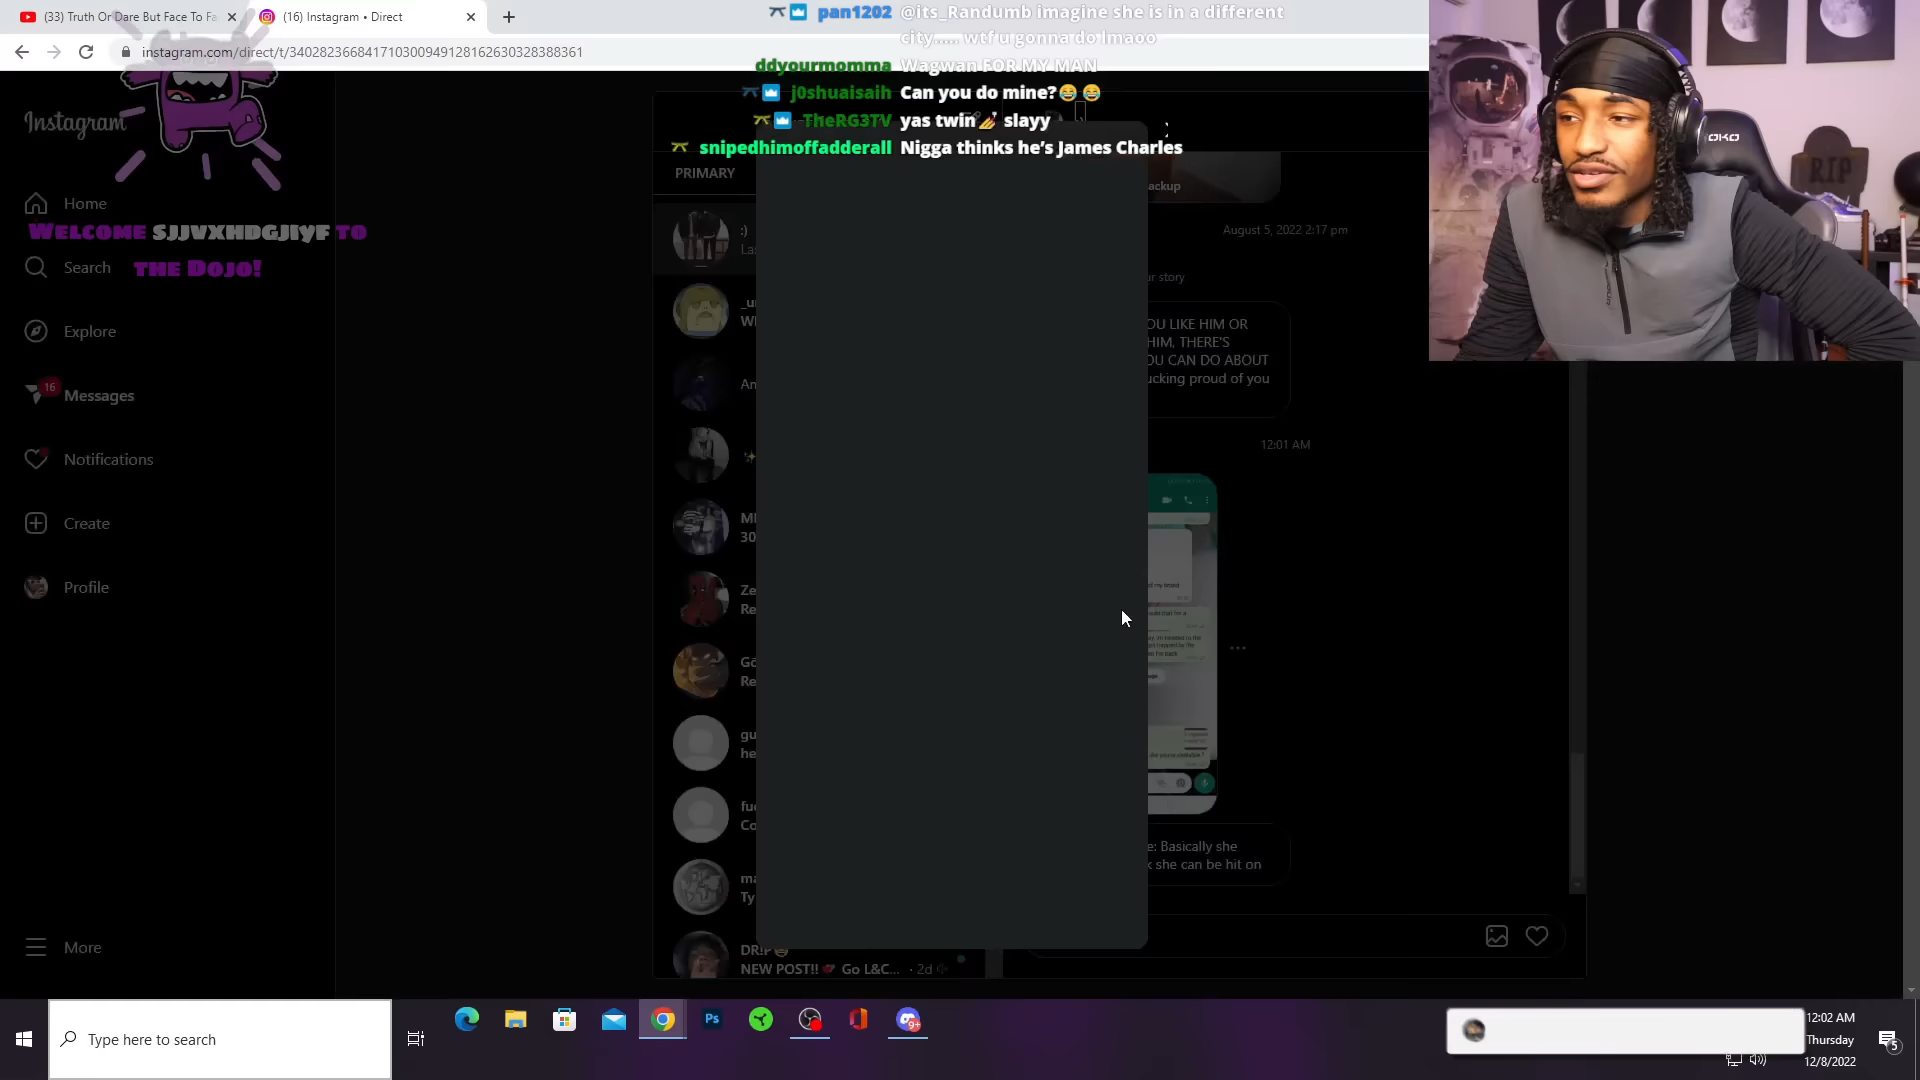 (33) Truth Or Dare But Face To Fa
(16) Instagram • Direct
instagram.com/direct/t/340282366841710300949128162630328388361
pan1202 @its_Randumb imagine she is in a different
city..... wtf u gonna do lmaoo
ddyourmomma Wagwan FOR MY MAN
j0shuaisaih Can you do mine?😂😂
TheRG3TV yas twin💅 slayy
snipedhimoffadderall Nigga thinks he's James Charles
Instagram
Home
WELCOME SJJVXHDGJIYF TO
THE DOJO!
Search
Explore
16
Messages
Notifications
Create
Profile
More
PRIMARY
:)
An
30
Ze
Re
Re
gu
he
Co
ma
Ty
DR!P
NEW POST!! Go L&C... · 2d
ackup
August 5, 2022 2:17 pm
ur story
OU LIKE HIM OR
HIM, THERE'S
OU CAN DO ABOUT
ucking proud of you
12:01 AM
e: Basically she
k she can be hit on
OKO
RIP
Type here to search
Ps
9+
12:02 AM
Thursday
12/8/2022
5